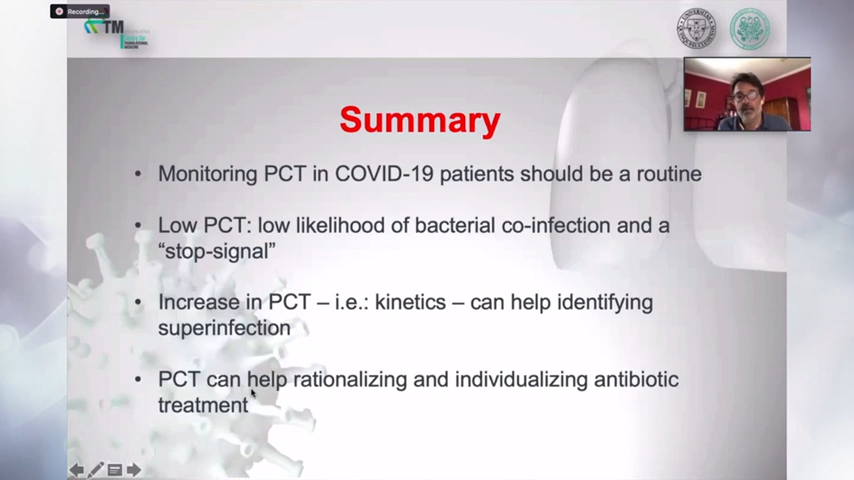 Recording...
TM
Summary
• Monitoring PCT in COVID-19 patients should be a routine
• Low PCT: low likelihood of bacterial co-infection and a
“stop-signal”
• Increase in PCT – i.e.: kinetics – can help identifying
superinfection
• PCT can help rationalizing and individualizing antibiotic
treatment